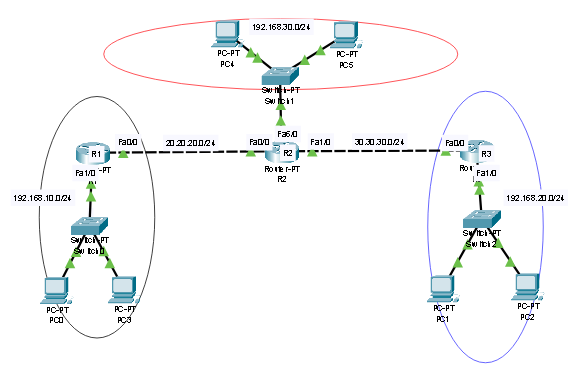 192.168.30.0/24
PC-PT
PC4
PC-PT
PC5
Switch-PT
Switch1
Fa6/0
Fa0/0
20.20.20.0/24
Fa0/0
R2
Fa1/0
30.30.30.0/24
Fa0/0
R1
R3
Router-PT
R2
Fa1/0
-PT
Rou
Fa1/0
192.168.10.0/24
192.168.20.0/24
Switch-PT
Switch0
Switch-PT
Switch2
PC-PT
PC0
PC-PT
PC3
PC-PT
PC1
PC-PT
PC2